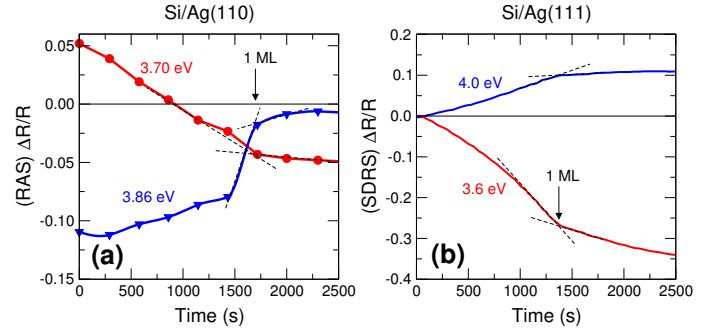 Si/Ag(110)
(RAS) ΔR/R
0.05
0.00
-0.05
-0.10
-0.15
3.70 eV
1 ML
3.86 eV
(a)
0 500 1000 1500 2000 2500
Time (s)
Si/Ag(111)
(SDRS) ΔR/R
0.2
0.1
0.0
-0.1
-0.2
-0.3
-0.4
4.0 eV
3.6 eV
1 ML
(b)
0 500 1000 1500 2000 2500
Time (s)